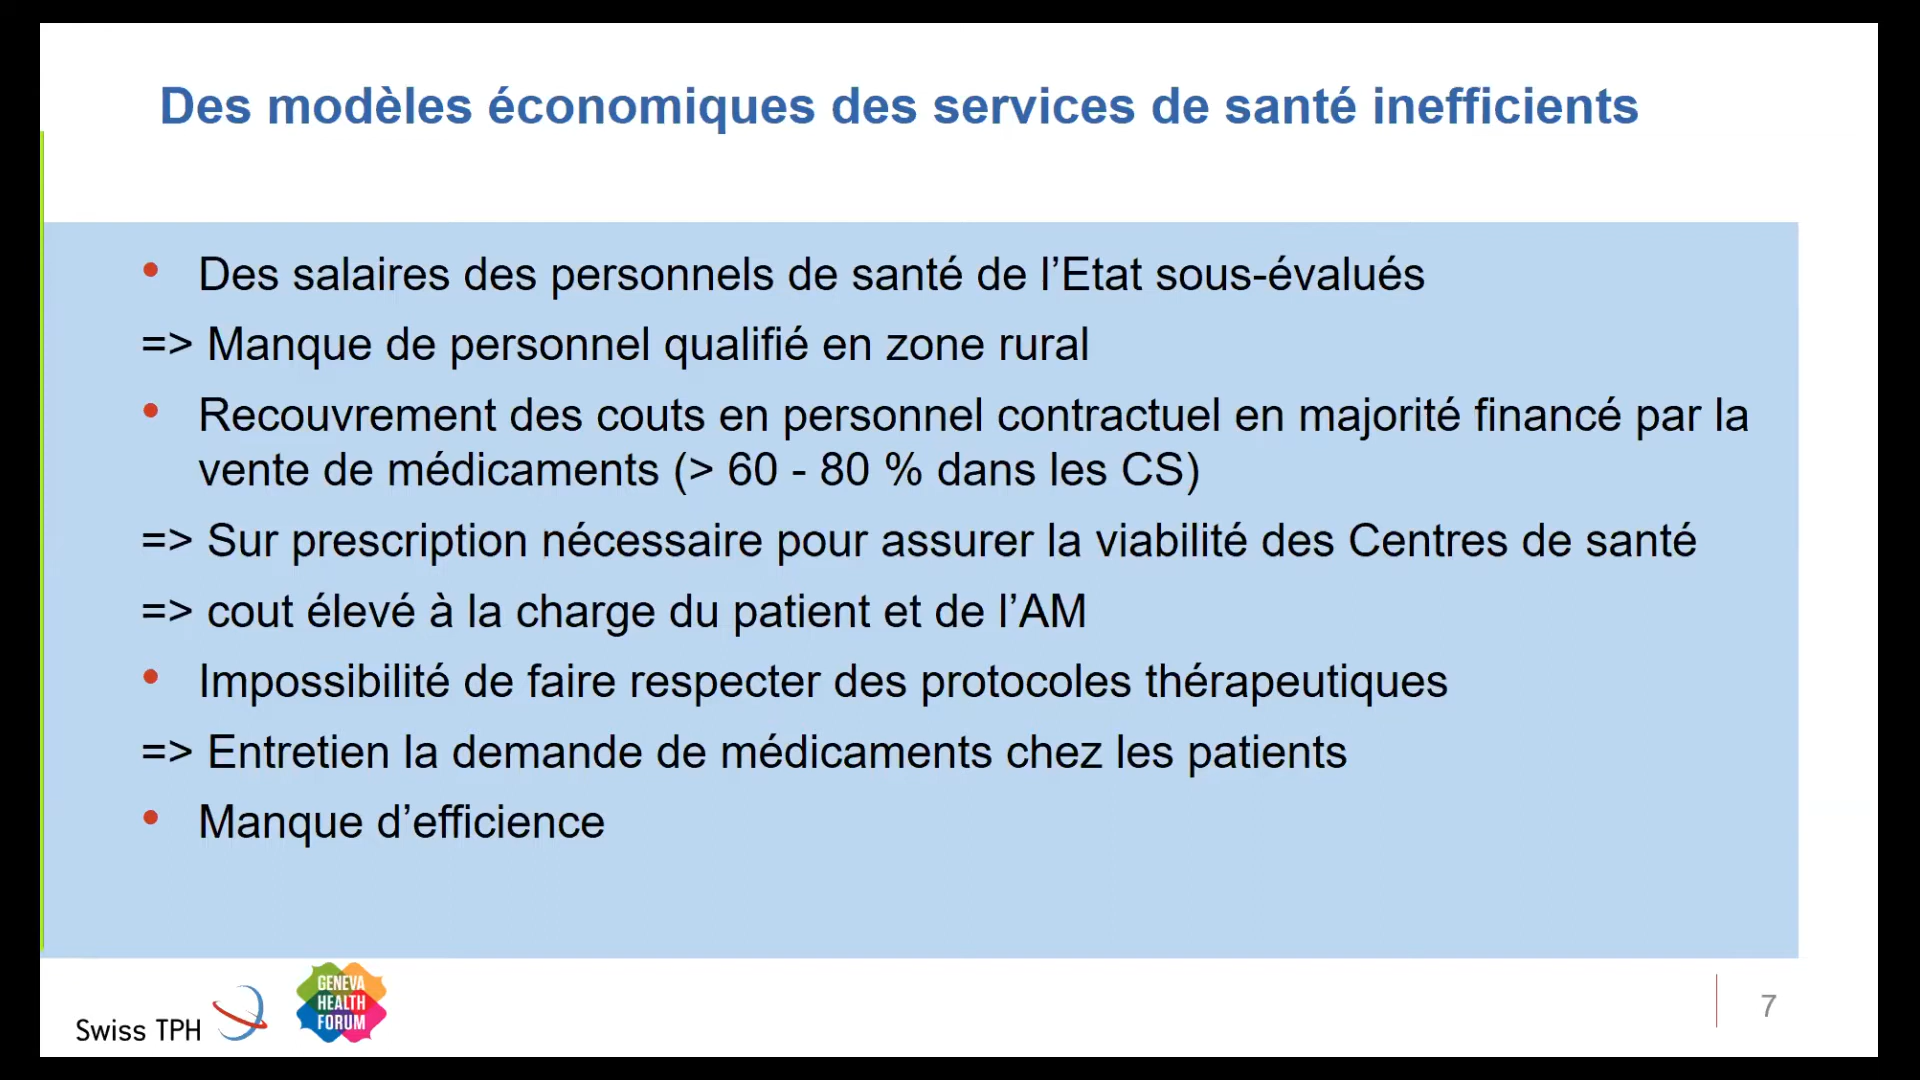 Des modèles économiques des services de santé inefficients
• Des salaires des personnels de santé de l’Etat sous-évalués
=> Manque de personnel qualifié en zone rural
• Recouvrement des couts en personnel contractuel en majorité financé par la
vente de médicaments (> 60 - 80 % dans les CS)
=> Sur prescription nécessaire pour assurer la viabilité des Centres de santé
=> cout élevé à la charge du patient et de l’AM
• Impossibilité de faire respecter des protocoles thérapeutiques
=> Entretien la demande de médicaments chez les patients
• Manque d’efficience
Swiss TPH
GENEVA
HEALTH
FORUM
7